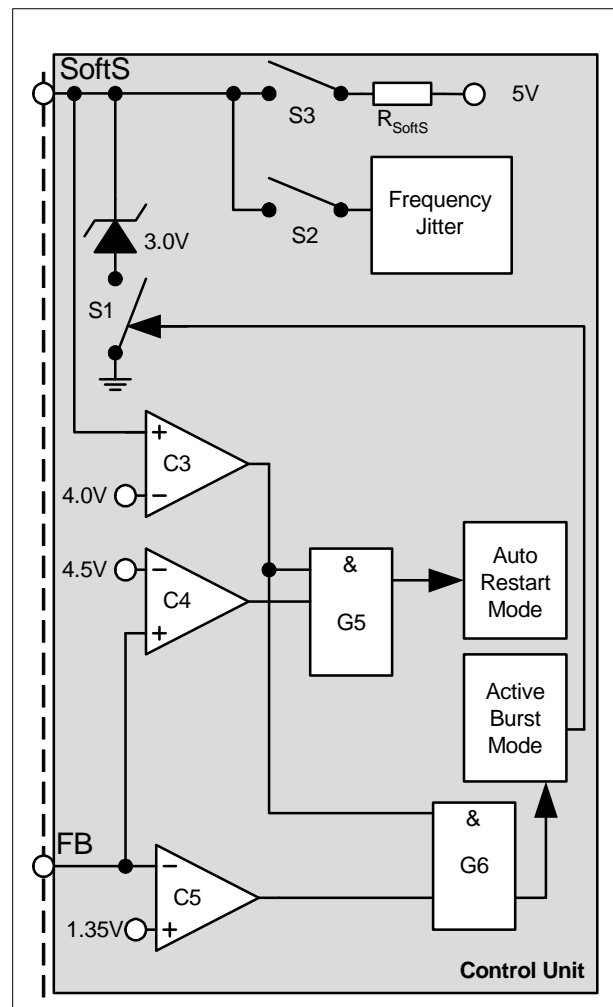 SoftS
S3
R_SoftS
5V
S2
Frequency
Jitter
3.0V
S1
+
C3
4.0V
−
4.5V
−
C4
+
&
G5
Auto
Restart
Mode
Active
Burst
Mode
FB
−
C5
1.35V
+
&
G6
Control Unit